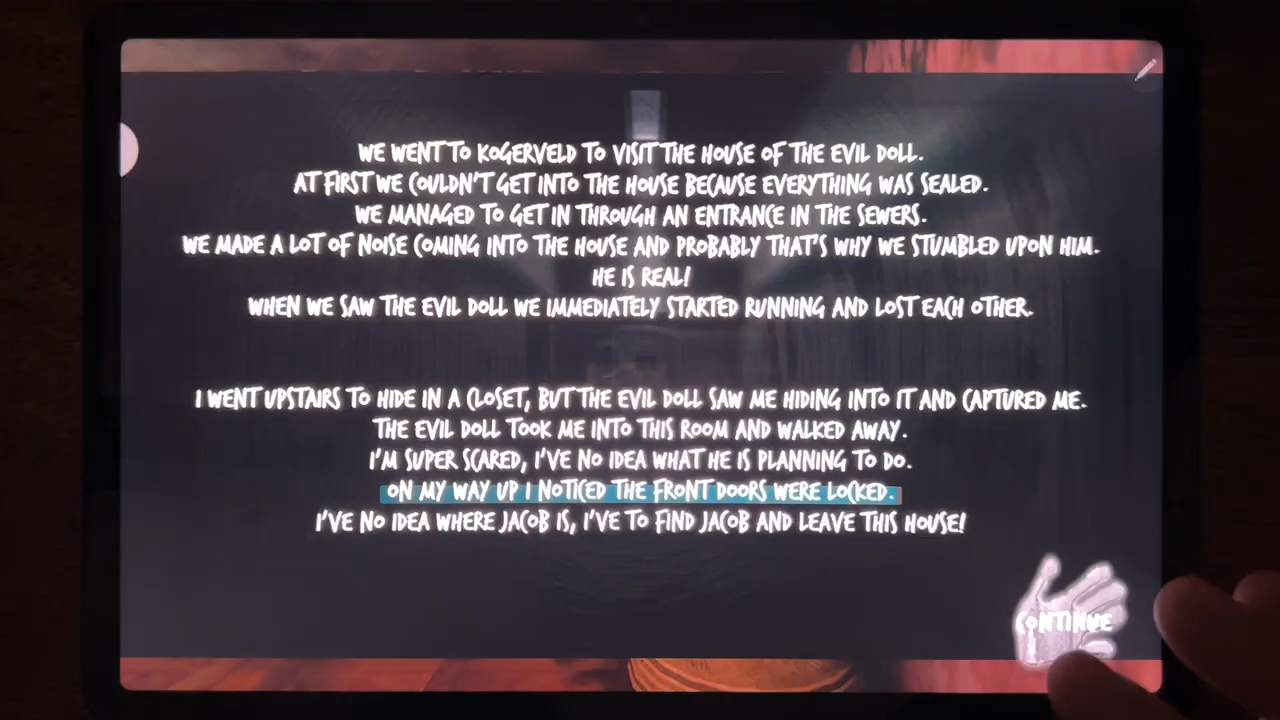 WE WENT TO KOGERVELD TO VISIT THE HOUSE OF THE EVIL DOLL.
AT FIRST WE COULDN'T GET INTO THE HOUSE BECAUSE EVERYTHING WAS SEALED.
WE MANAGED TO GET IN THROUGH AN ENTRANCE IN THE SEWERS.
WE MADE A LOT OF NOISE COMING INTO THE HOUSE AND PROBABLY THAT'S WHY WE STUMBLED UPON HIM.
HE IS REAL!
WHEN WE SAW THE EVIL DOLL WE IMMEDIATELY STARTED RUNNING AND LOST EACH OTHER.
I WENT UPSTAIRS TO HIDE IN A CLOSET, BUT THE EVIL DOLL SAW ME HIDING INTO IT AND CAPTURED ME.
THE EVIL DOLL TOOK ME INTO THIS ROOM AND WALKED AWAY.
I'M SUPER SCARED, I'VE NO IDEA WHAT HE IS PLANNING TO DO.
ON MY WAY UP I NOTICED THE FRONT DOORS WERE LOCKED.
I'VE NO IDEA WHERE JACOB IS, I'VE TO FIND JACOB AND LEAVE THIS HOUSE!
CONTINUE